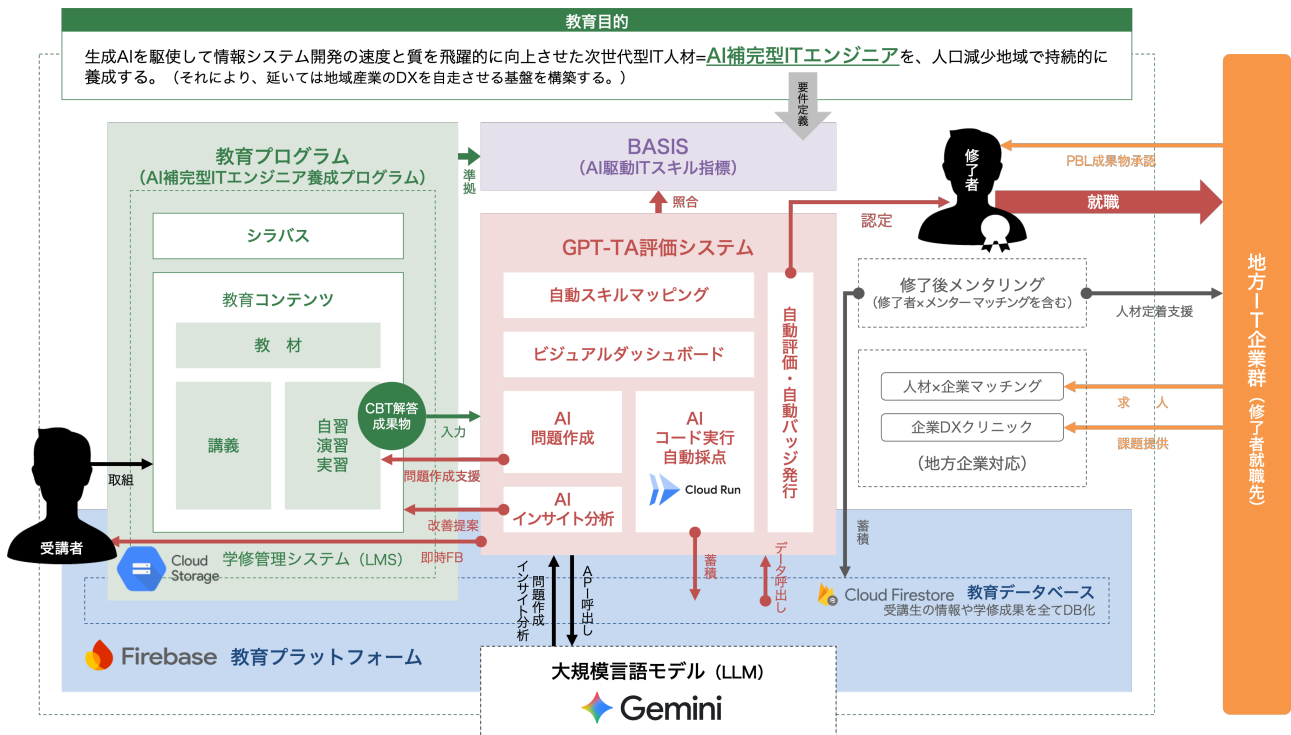 教育目的
生成AIを駆使して情報システム開発の速度と質を飛躍的に向上させた次世代型IT人材=AI補完型ITエンジニアを、人口減少地域で持続的に
養成する。（それにより、延いては地域産業のDXを自走させる基盤を構築する。）
要件定義
教育プログラム
（AI補完型ITエンジニア養成プログラム）
準拠
BASIS
（AI駆動ITスキル指標）
照合
シラバス
教育コンテンツ
教　材
講義
自習
演習
実習
CBT解答
成果物
入力
問題作成支援
改善提案
即時FB
取組
受講者
学修管理システム（LMS）
Cloud
Storage
GPT-TA評価システム
自動スキルマッピング
ビジュアルダッシュボード
AI
問題作成
AI
コード実行
自動採点
Cloud Run
AI
インサイト分析
自動評価・自動バッジ発行
認定
修了者
PBL成果物承認
就職
修了後メンタリング
（修了者×メンターマッチングを含む）
人材定着支援
人材×企業マッチング
求　人
企業DXクリニック
課題提供
（地方企業対応）
地方IT企業群（修了者就職先）
蓄積
蓄積
データ呼出し
問題作成
インサイト分析
API呼出し
Cloud Firestore 教育データベース
受講生の情報や学修成果を全てDB化
Firebase 教育プラットフォーム
大規模言語モデル（LLM）
Gemini